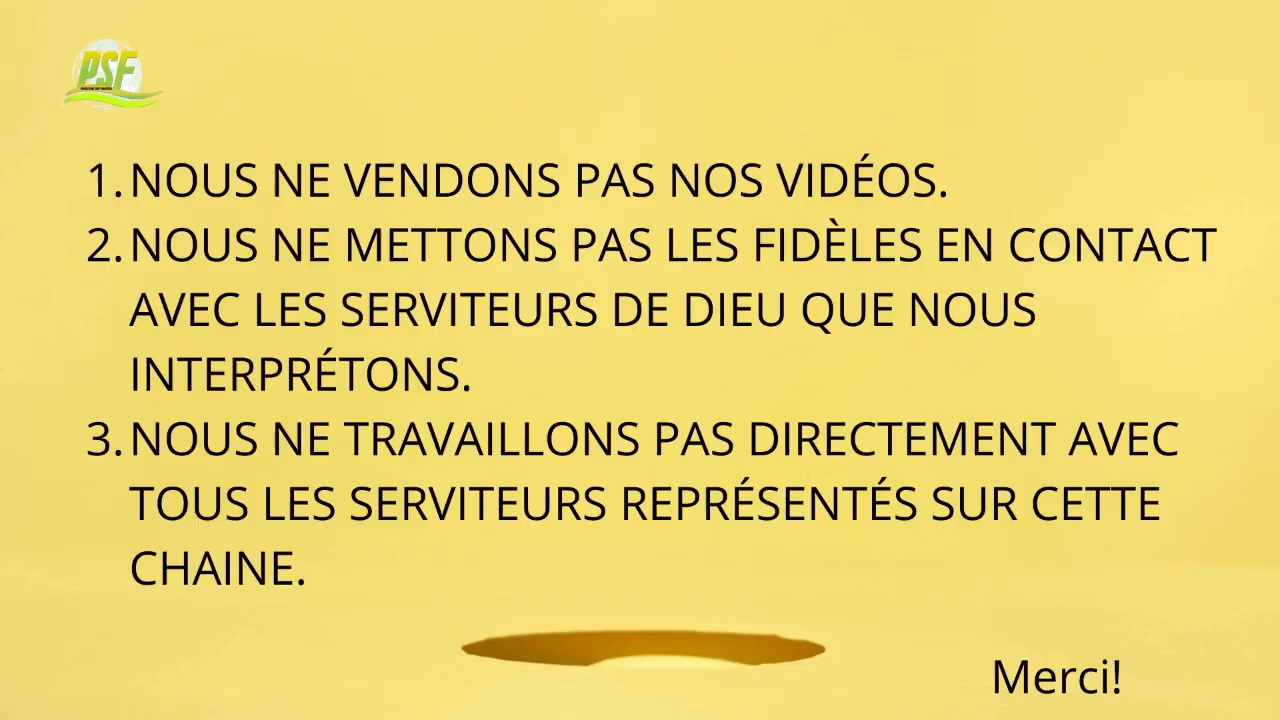 PSF
1. NOUS NE VENDONS PAS NOS VIDÉOS.
2. NOUS NE METTONS PAS LES FIDÈLES EN CONTACT
AVEC LES SERVITEURS DE DIEU QUE NOUS
INTERPRÉTONS.
3. NOUS NE TRAVAILLONS PAS DIRECTEMENT AVEC
TOUS LES SERVITEURS REPRÉSENTÉS SUR CETTE
CHAINE.
Merci!